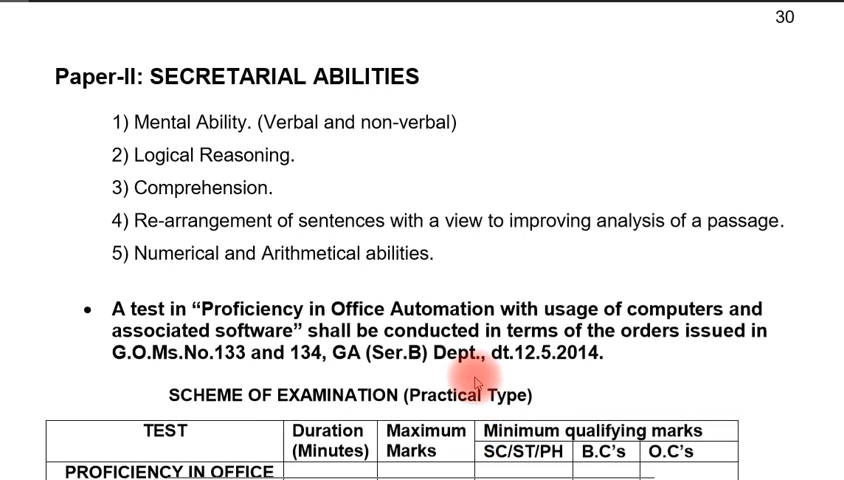 30
Paper-II: SECRETARIAL ABILITIES
1) Mental Ability. (Verbal and non-verbal)
2) Logical Reasoning.
3) Comprehension.
4) Re-arrangement of sentences with a view to improving analysis of a passage.
5) Numerical and Arithmetical abilities.
• A test in “Proficiency in Office Automation with usage of computers and
associated software” shall be conducted in terms of the orders issued in
G.O.Ms.No.133 and 134, GA (Ser.B) Dept., dt.12.5.2014.
SCHEME OF EXAMINATION (Practical Type)
TEST Duration Maximum Minimum qualifying marks
(Minutes) Marks SC/ST/PH B.C's O.C's
PROFICIENCY IN OFFICE